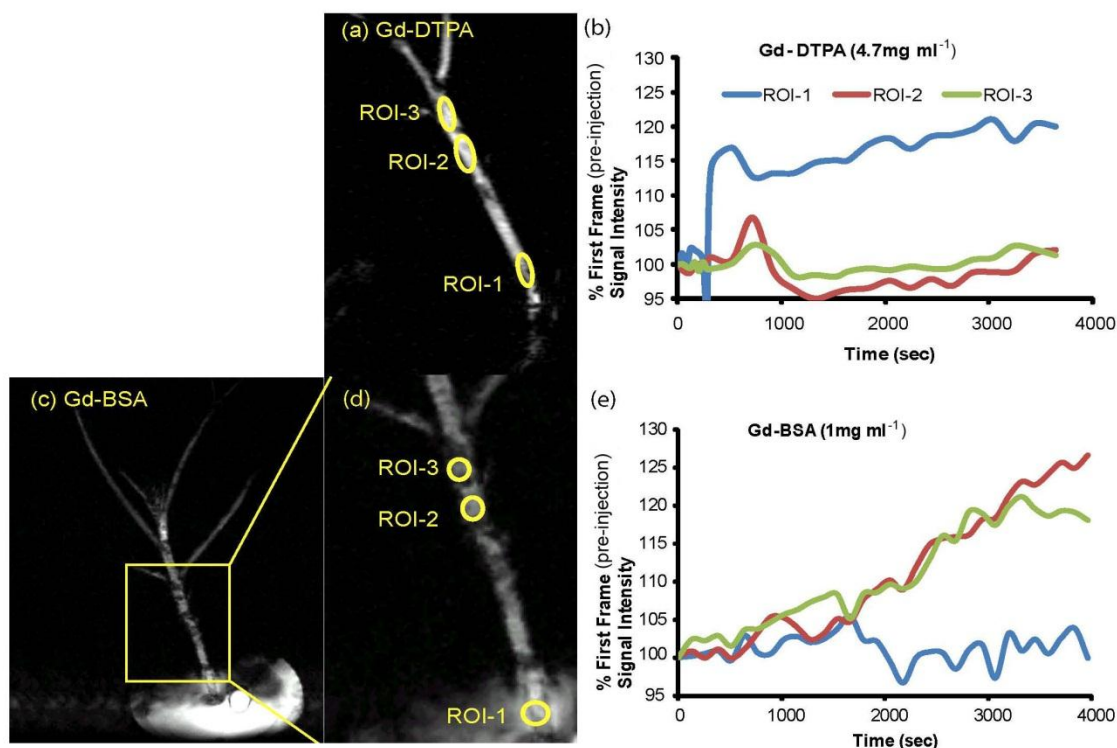 (a) Gd-DTPA
ROI-3
ROI-2
ROI-1
(b)
Gd-DTPA (4.7mg ml⁻¹)
ROI-1 ROI-2 ROI-3
% First Frame (pre-injection)
Signal Intensity
130
125
120
115
110
105
100
95
0 1000 2000 3000 4000
Time (sec)
(c) Gd-BSA
(d)
ROI-3
ROI-2
ROI-1
(e)
Gd-BSA (1mg ml⁻¹)
% First Frame (pre-injection)
Signal Intensity
130
125
120
115
110
105
100
95
0 1000 2000 3000 4000
Time (sec)